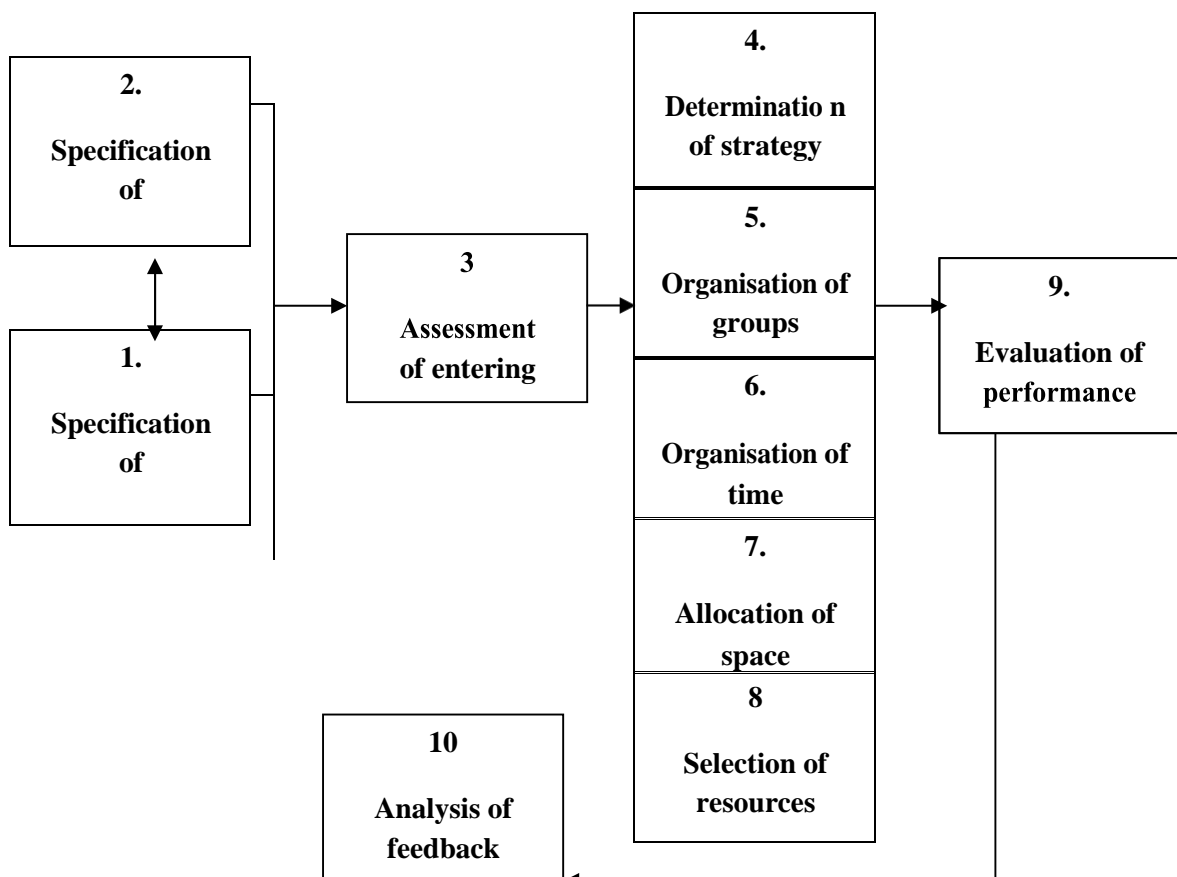 2.
Specification
of
1.
Specification
of
3
Assessment
of entering
4.
Determinatio n
of strategy
5.
Organisation of
groups
6.
Organisation of
time
7.
Allocation of
space
8
Selection of
resources
9.
Evaluation of
performance
10
Analysis of
feedback